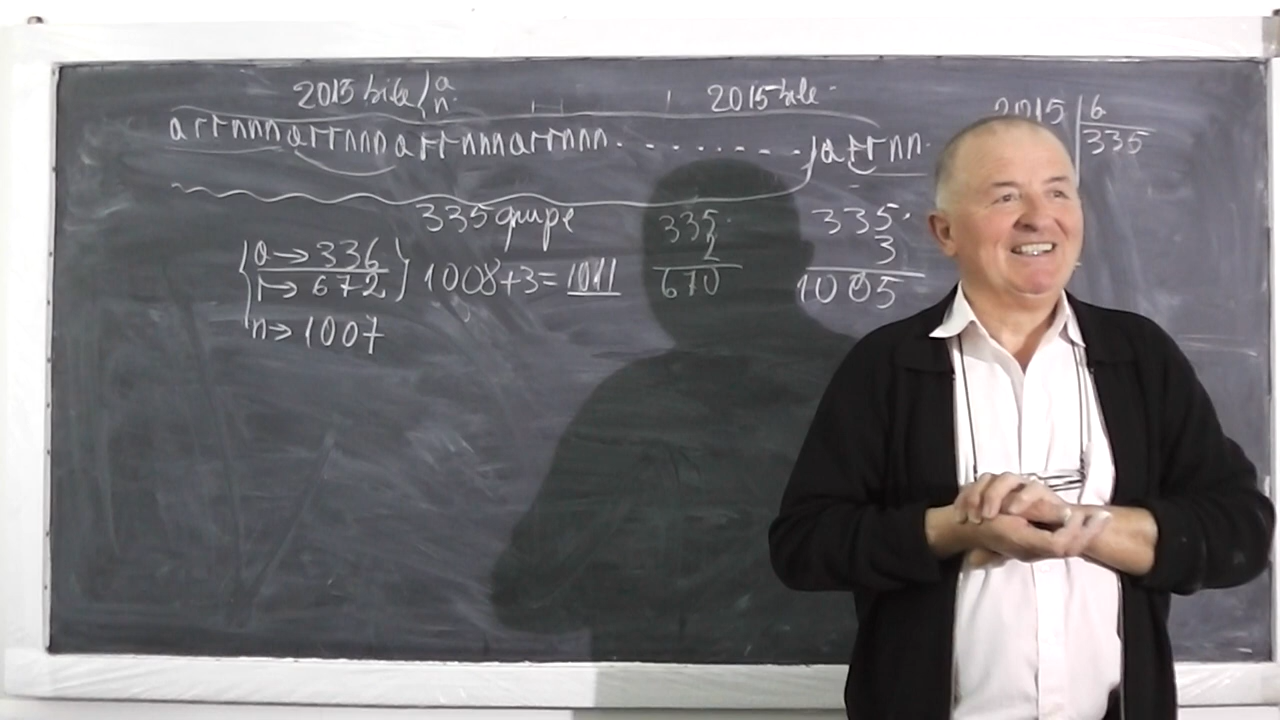 2015 bile { a
n.
2015 bile.
2015 | 6
335
arrnnnarrnnnarrnnnarrnnn.......arrnn.
335 grupe
335.
2
670
335.
3
1005
a→336
r→672
1008+3=1011
n→1007